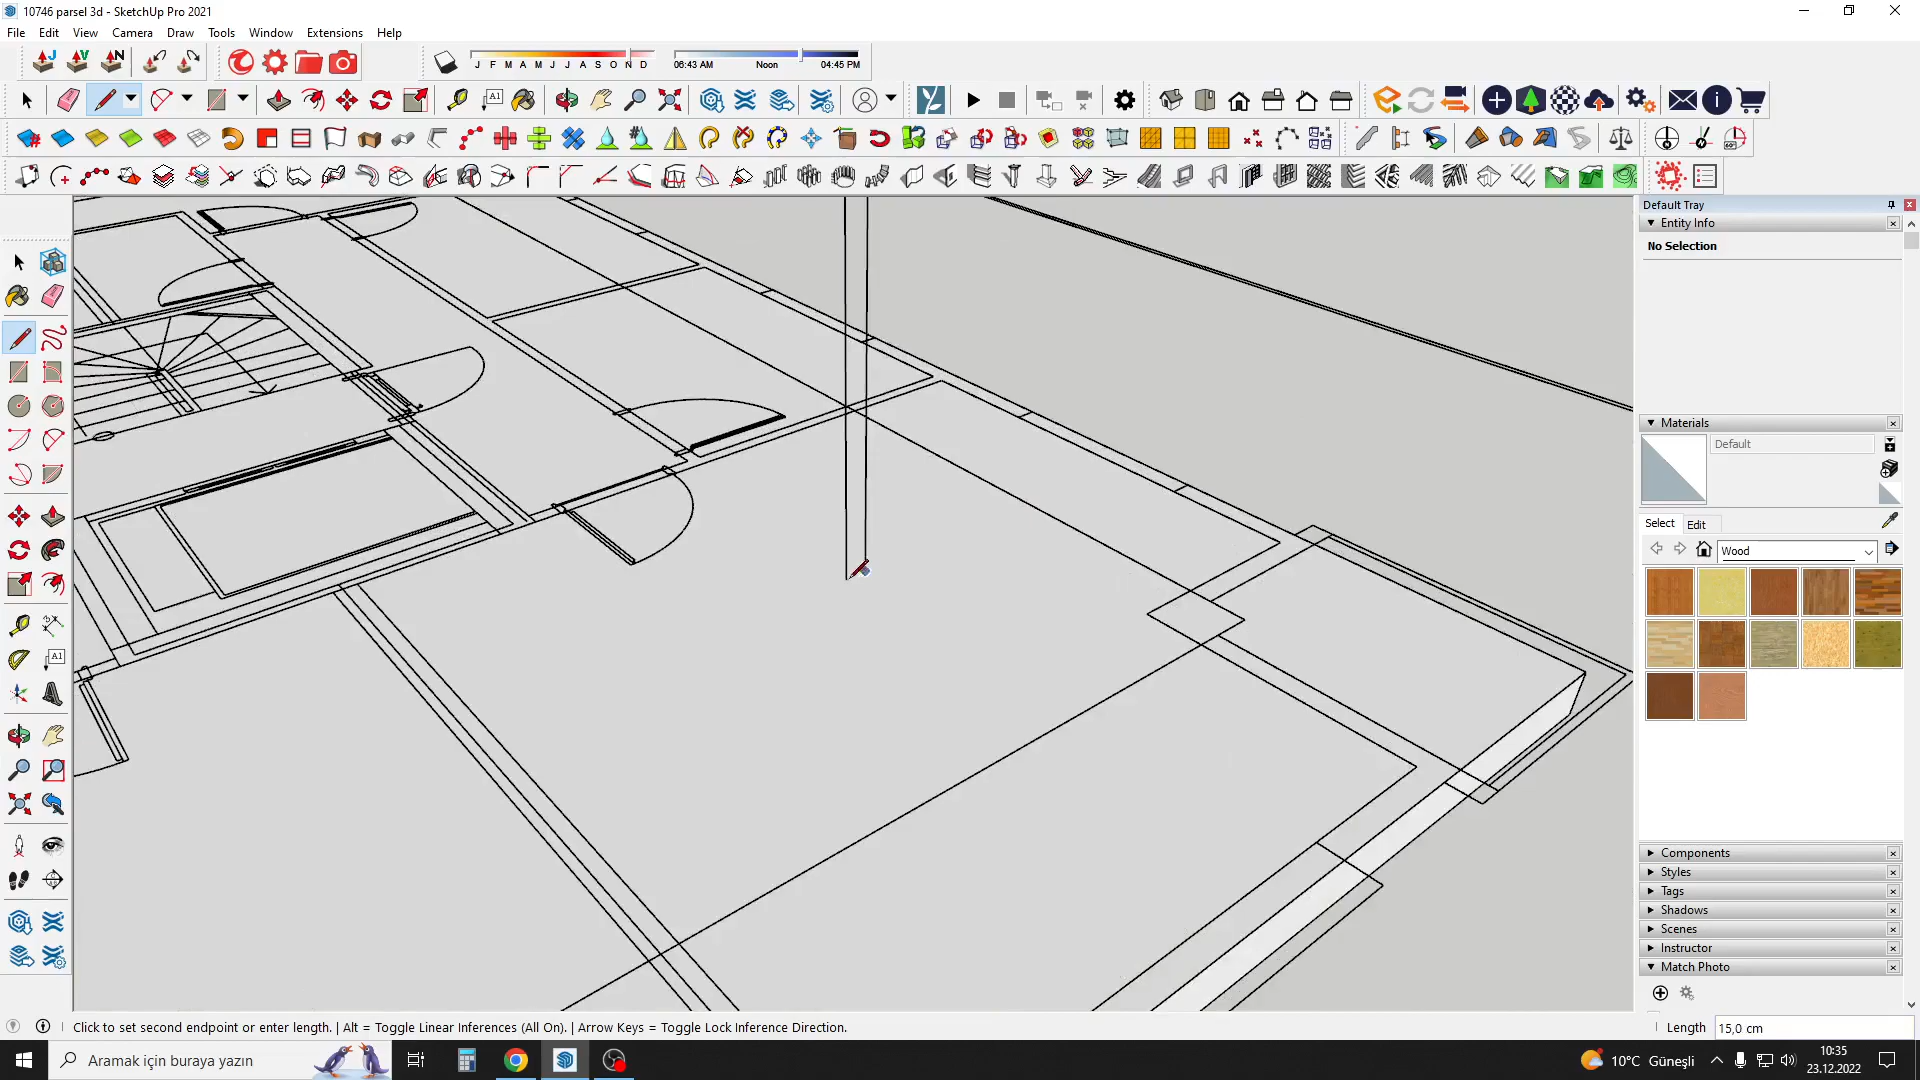 10746 parsel 3d - SketchUp Pro 2021
File Edit View Camera Draw Tools Window Extensions Help
J V N
J F M A M J J A S O N D 06:43 AM Noon 04:45 PM
A1
Default Tray
Entity Info
No Selection
Materials
Default
Select Edit
Wood
A1
Components
Styles
Tags
Shadows
Scenes
Instructor
Match Photo
Click to set second endpoint or enter length. | Alt = Toggle Linear Inferences (All On). | Arrow Keys = Toggle Lock Inference Direction.
Length 15,0 cm
Aramak için buraya yazın
10°C Güneşli
10:35
23.12.2022